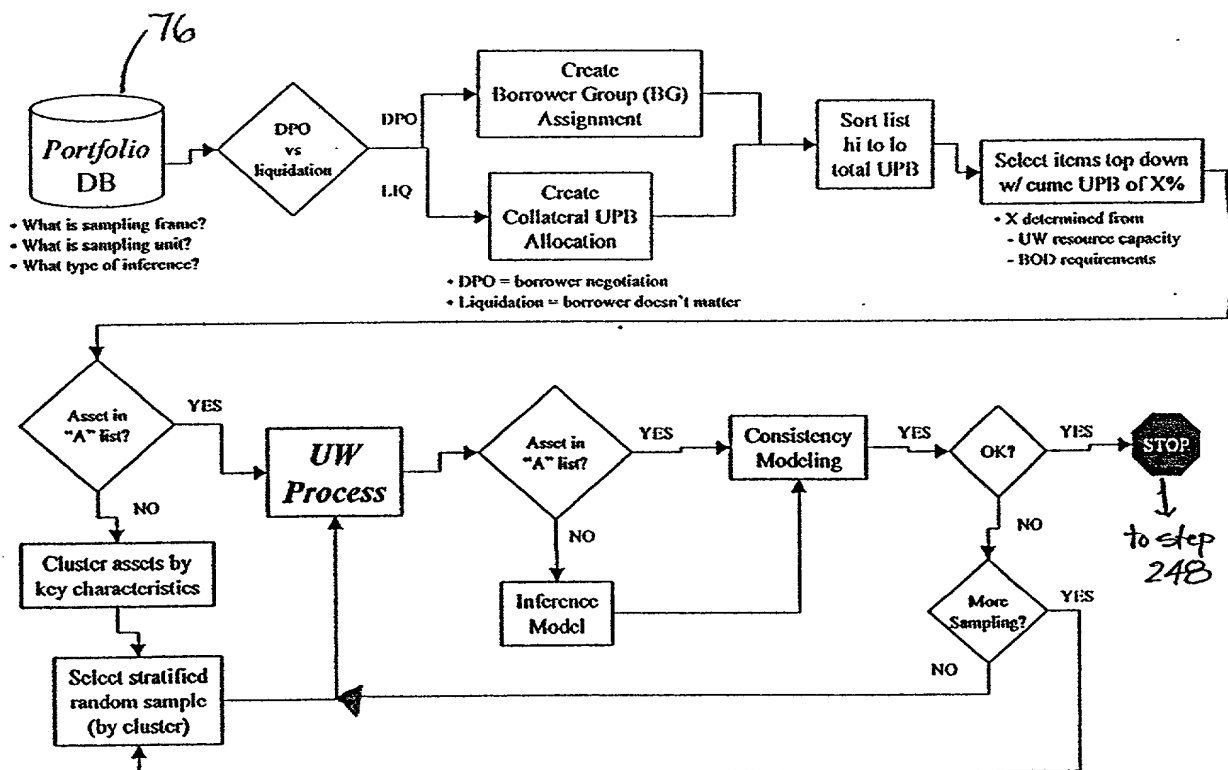 76
Portfolio
DB
• What is sampling frame?
• What is sampling unit?
• What type of inference?
DPO
vs
liquidation
DPO
LIQ
Create
Borrower Group (BG)
Assignment
Create
Collateral UPB
Allocation
• DPO = borrower negotiation
• Liquidation = borrower doesn't matter
Sort list
hi to lo
total UPB
Select items top down
w/ cume UPB of X%
• X determined from
- UW resource capacity
- BOD requirements
Asset in
"A" list?
YES
NO
Cluster assets by
key characteristics
Select stratified
random sample
(by cluster)
UW
Process
Asset in
"A" list?
YES
NO
Inference
Model
Consistency
Modeling
YES
OK?
YES
NO
STOP
to step
248
More
Sampling?
YES
NO